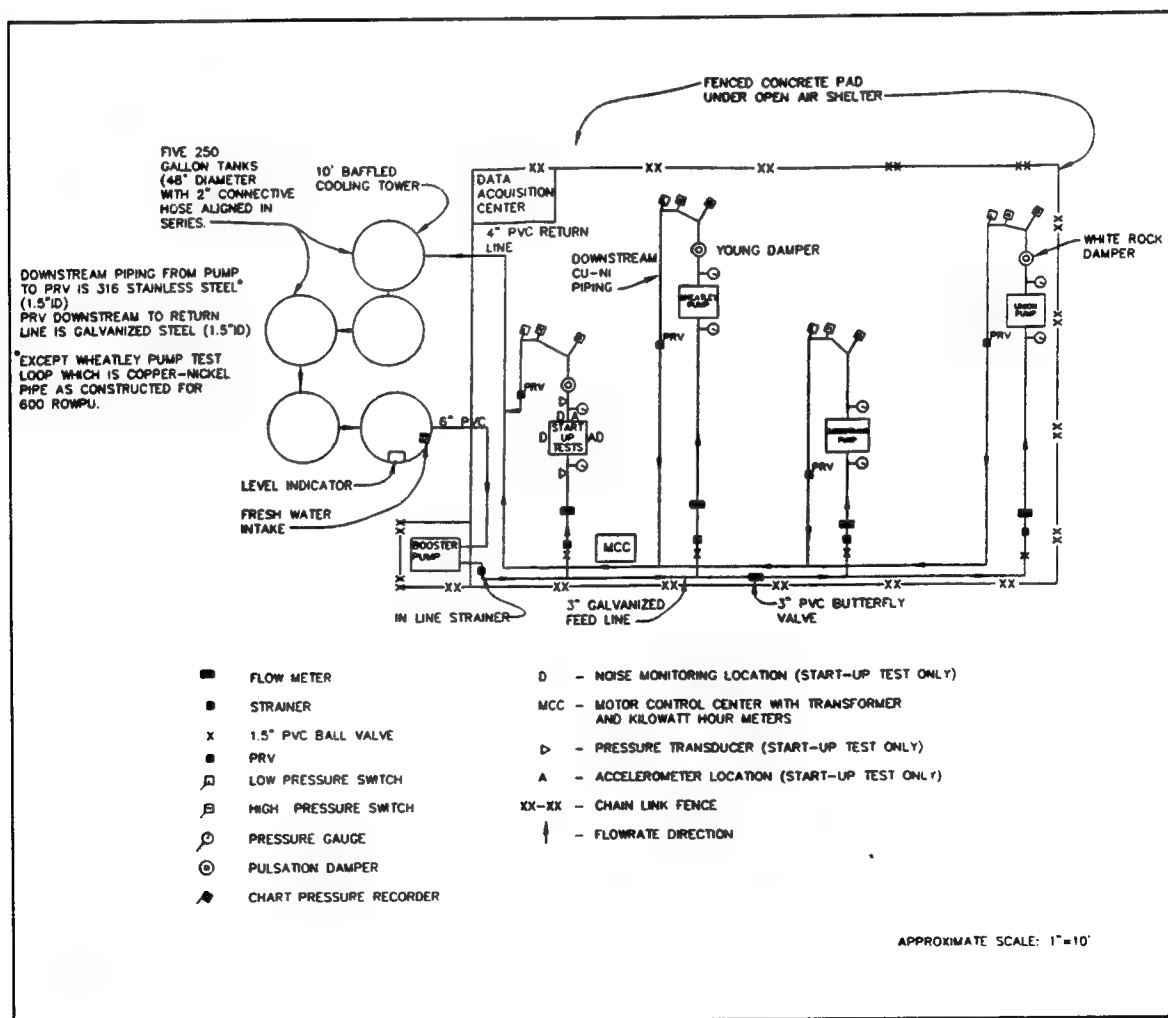 FENCED CONCRETE PAD
UNDER OPEN AIR SHELTER
FIVE 250
GALLON TANKS
(48" DIAMETER
WITH 2" CONNECTIVE
HOSE ALIGNED IN
SERIES.
10' BAFFLED
COOLING TOWER
DATA
ACQUISITION
CENTER
4" PVC RETURN
LINE
XX XX XX XX XX
DOWNSTREAM
CU-NI
PIPING
YOUNG DAMPER
WHITE ROCK
DAMPER
DOWNSTREAM PIPING FROM PUMP
TO PRV IS 316 STAINLESS STEEL*
(1.5"ID)
PRV DOWNSTREAM TO RETURN
LINE IS GALVANIZED STEEL (1.5"ID)
*EXCEPT WHEATLEY PUMP TEST
LOOP WHICH IS COPPER-NICKEL
PIPE AS CONSTRUCTED FOR
600 ROWPU.
WHEATLEY
PUMP
UNION
PUMP
PRV
PRV
PRV
PRV
D A
D START AD
UP
TESTS
PUMP
6" PVC
LEVEL INDICATOR
FRESH WATER
INTAKE
BOOSTER
PUMP
MCC
IN LINE STRAINER
3" GALVANIZED
FEED LINE
3" PVC BUTTERFLY
VALVE
FLOW METER
STRAINER
X 1.5" PVC BALL VALVE
PRV
LOW PRESSURE SWITCH
HIGH PRESSURE SWITCH
PRESSURE GAUGE
PULSATION DAMPER
CHART PRESSURE RECORDER
D - NOISE MONITORING LOCATION (START-UP TEST ONLY)
MCC - MOTOR CONTROL CENTER WITH TRANSFORMER
AND KILOWATT HOUR METERS
- PRESSURE TRANSDUCER (START-UP TEST ONLY)
A - ACCELEROMETER LOCATION (START-UP TEST ONLY)
XX-XX - CHAIN LINK FENCE
- FLOWRATE DIRECTION
APPROXIMATE SCALE: 1"=10'